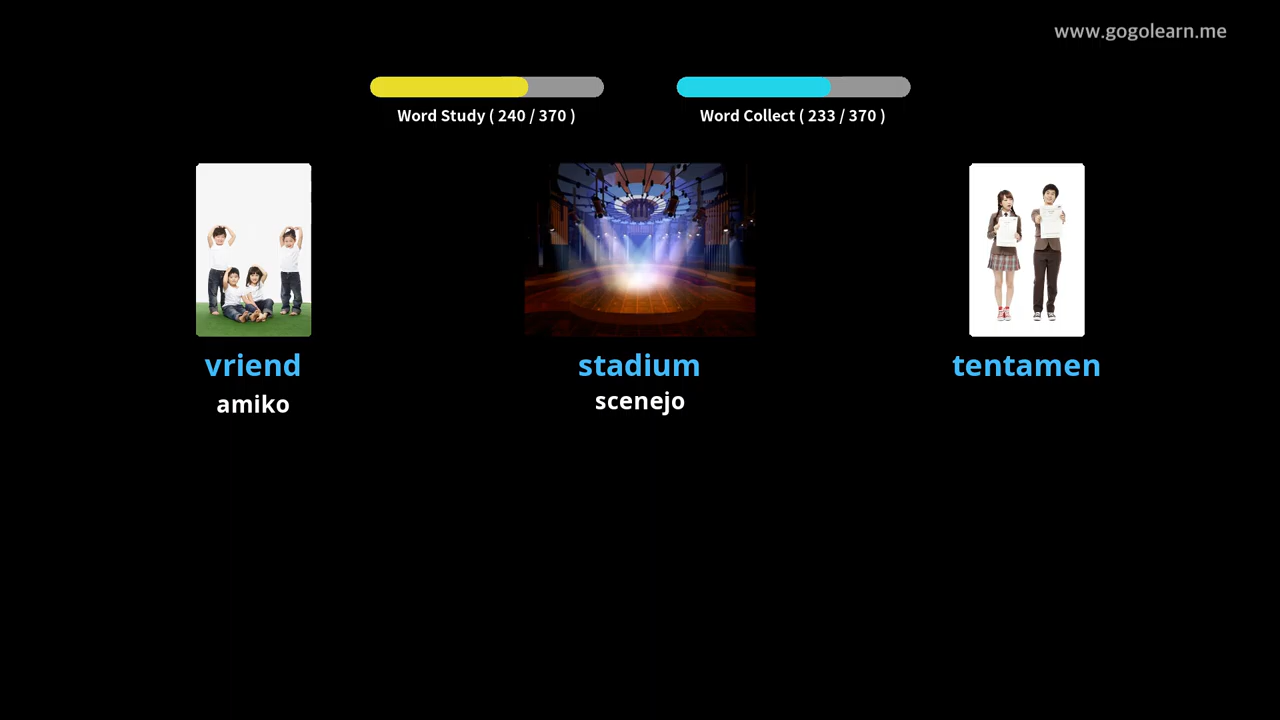 www.gogolearn.me
Word Study ( 240 / 370 )
Word Collect ( 233 / 370 )
vriend
stadium
tentamen
amiko
scenejo